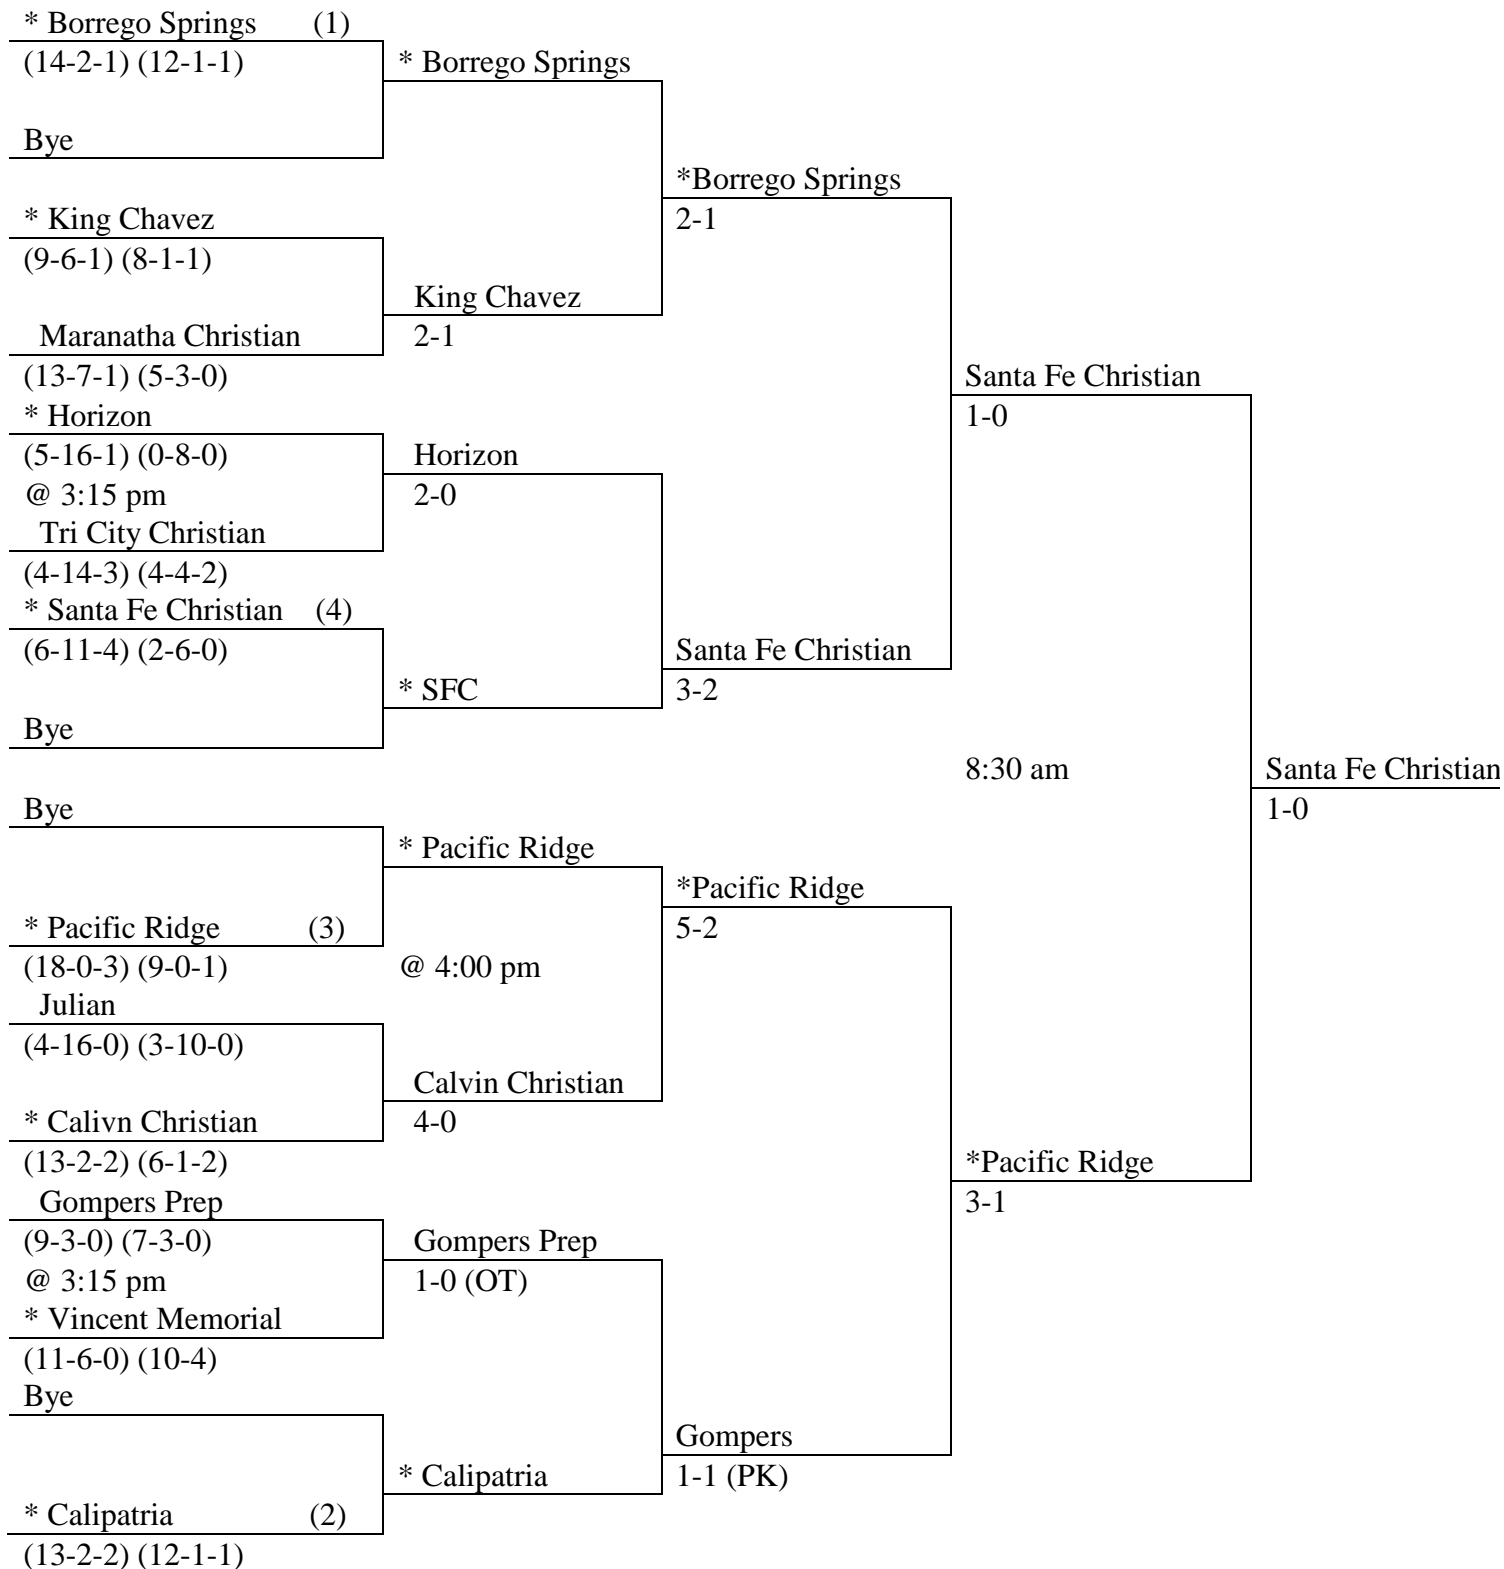 * Borrego Springs (1)
(14-2-1) (12-1-1)
* Borrego Springs
Bye
*Borrego Springs
2-1
* King Chavez
(9-6-1) (8-1-1)
King Chavez
2-1
Maranatha Christian
(13-7-1) (5-3-0)
Santa Fe Christian
1-0
* Horizon
(5-16-1) (0-8-0)
@ 3:15 pm
Horizon
2-0
Tri City Christian
(4-14-3) (4-4-2)
* Santa Fe Christian (4)
(6-11-4) (2-6-0)
Santa Fe Christian
3-2
* SFC
Bye
8:30 am
Santa Fe Christian
1-0
Bye
* Pacific Ridge
*Pacific Ridge
5-2
* Pacific Ridge (3)
(18-0-3) (9-0-1)
@ 4:00 pm
Julian
(4-16-0) (3-10-0)
Calvin Christian
4-0
* Calivn Christian
(13-2-2) (6-1-2)
*Pacific Ridge
3-1
Gompers Prep
(9-3-0) (7-3-0)
@ 3:15 pm
Gompers Prep
1-0 (OT)
* Vincent Memorial
(11-6-0) (10-4)
Bye
Gompers
1-1 (PK)
* Calipatria
* Calipatria (2)
(13-2-2) (12-1-1)